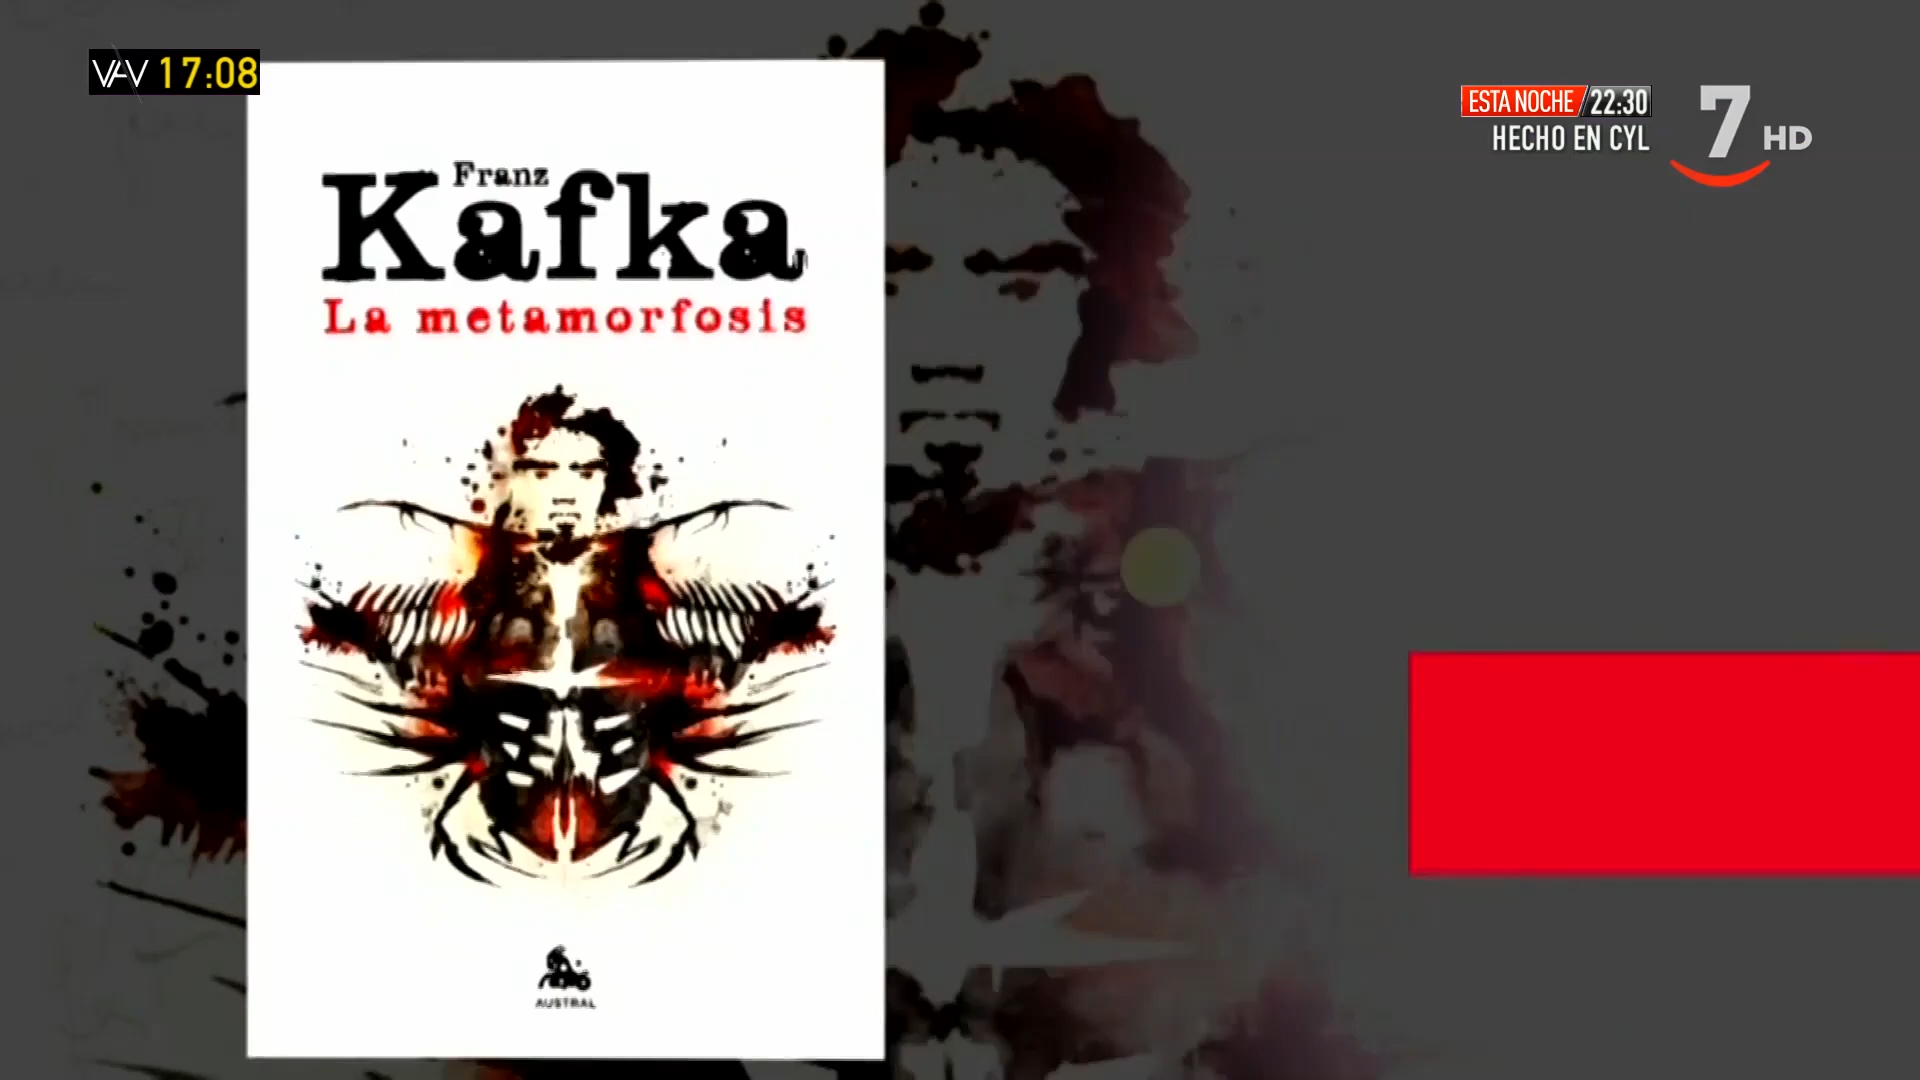 VAV 17:08
ESTA NOCHE 22:30
HECHO EN CYL
7 HD
Franz
Kafka
La metamorfosis
AUSTRAL